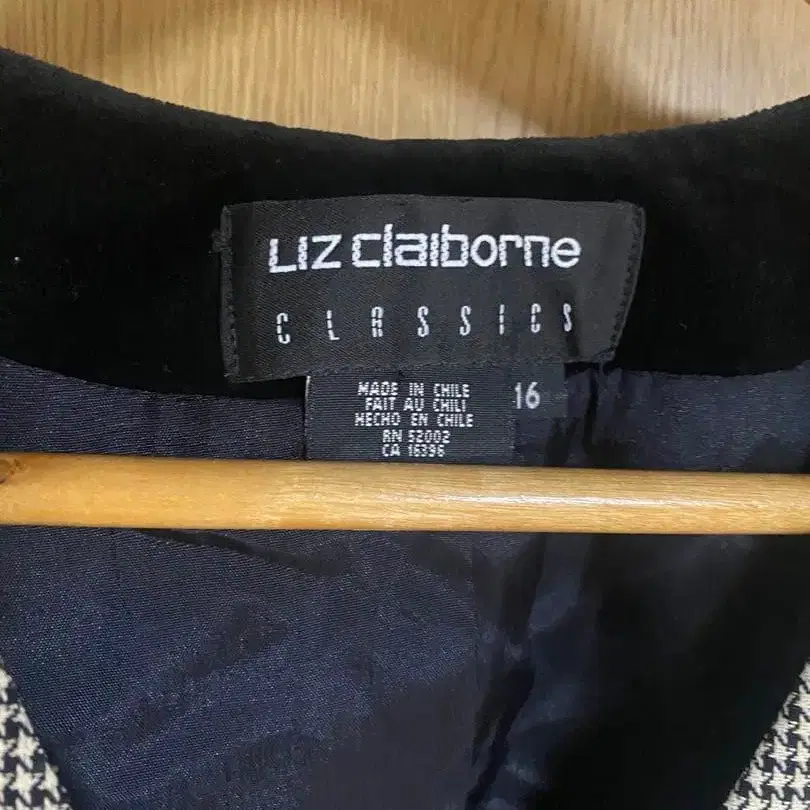 Liz claiborne
CLASSICS
MADE IN CHILE
FAIT AU CHILI
HECHO EN CHILE
RN 52002
CA 16396
16